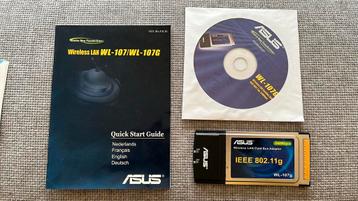 Wireless LAN WL-107/WL-107G
Quick Start Guide
Nederlands
Français
English
Deutsch
ASUS
ASUS
WL-107G
ASUS
Wireless LAN Card Bus Adapter
IEEE 802.11g
WL-107g